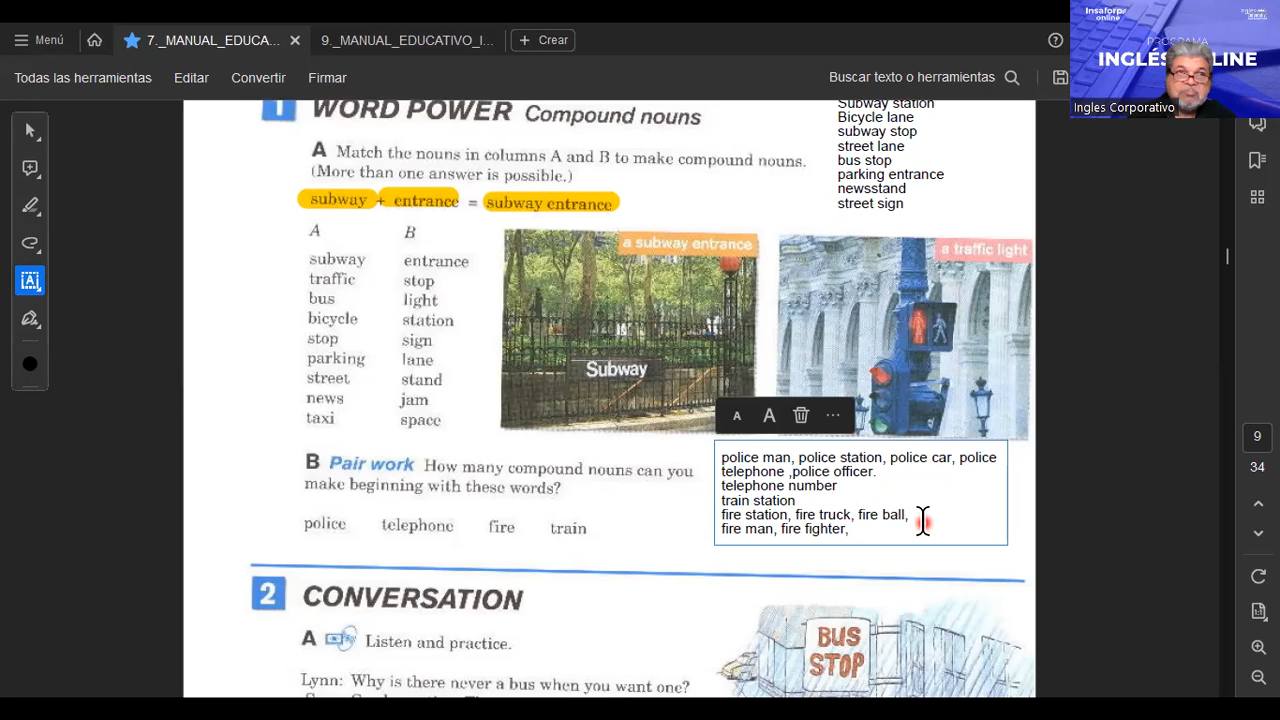 Menú
7._MANUAL_EDUCA...
9._MANUAL_EDUCATIVO_I...
Crear
Insaforp
online
PROGRAMA
INGLÉS ONLINE
Ingles Corporativo
Todas las herramientas
Editar
Convertir
Firmar
Buscar texto o herramientas
1 WORD POWER Compound nouns
A Match the nouns in columns A and B to make compound nouns.
(More than one answer is possible.)
subway + entrance = subway entrance
A B
subway entrance
traffic stop
bus light
bicycle station
stop sign
parking lane
street stand
news jam
taxi space
Subway station
Bicycle lane
subway stop
street lane
bus stop
parking entrance
newsstand
street sign
a subway entrance
Subway
a traffic light
A A ...
B Pair work How many compound nouns can you
make beginning with these words?
police telephone fire train
police man, police station, police car, police
telephone ,police officer.
telephone number
train station
fire station, fire truck, fire ball,
fire man, fire fighter,
2 CONVERSATION
A Listen and practice.
Lynn: Why is there never a bus when you want one?
BUS
STOP
9
34